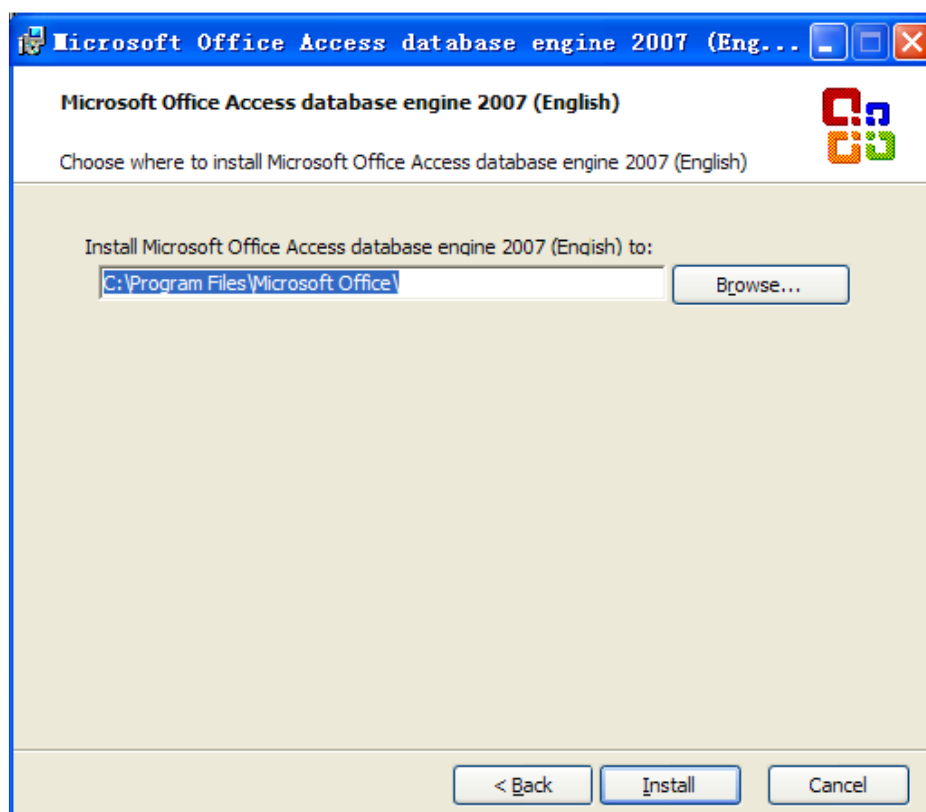 Microsoft Office Access database engine 2007 (Eng...
Microsoft Office Access database engine 2007 (English)
Choose where to install Microsoft Office Access database engine 2007 (English)
Install Microsoft Office Access database engine 2007 (Engish) to:
C:\Program Files\Microsoft Office\
Browse...
< Back
Install
Cancel